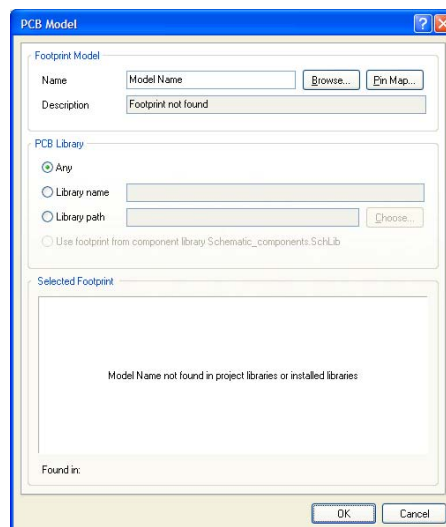 PCB Model
Footprint Model
Name Model Name Browse... Pin Map...
Description Footprint not found
PCB Library
Any
Library name
Library path Choose...
Use footprint from component library Schematic_components.SchLib
Selected Footprint
Model Name not found in project libraries or installed libraries
Found in:
OK Cancel